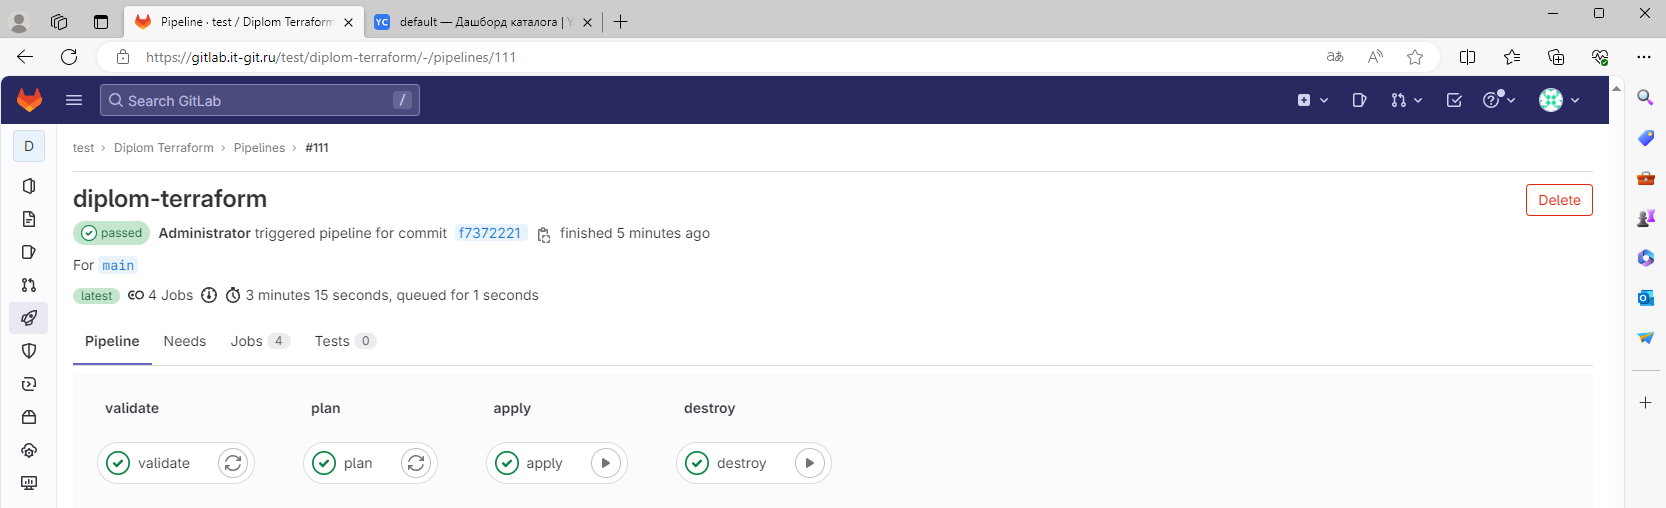 Pipeline · test / Diplom Terraform
YC default — Дашборд каталога |
https://gitlab.it-git.ru/test/diplom-terraform/-/pipelines/111
аあ
Search GitLab /
D
test › Diplom Terraform › Pipelines › #111
diplom-terraform
Delete
passed Administrator triggered pipeline for commit f7372221 finished 5 minutes ago
For main
latest 4 Jobs 3 minutes 15 seconds, queued for 1 seconds
Pipeline Needs Jobs 4 Tests 0
validate plan apply destroy
validate plan apply destroy